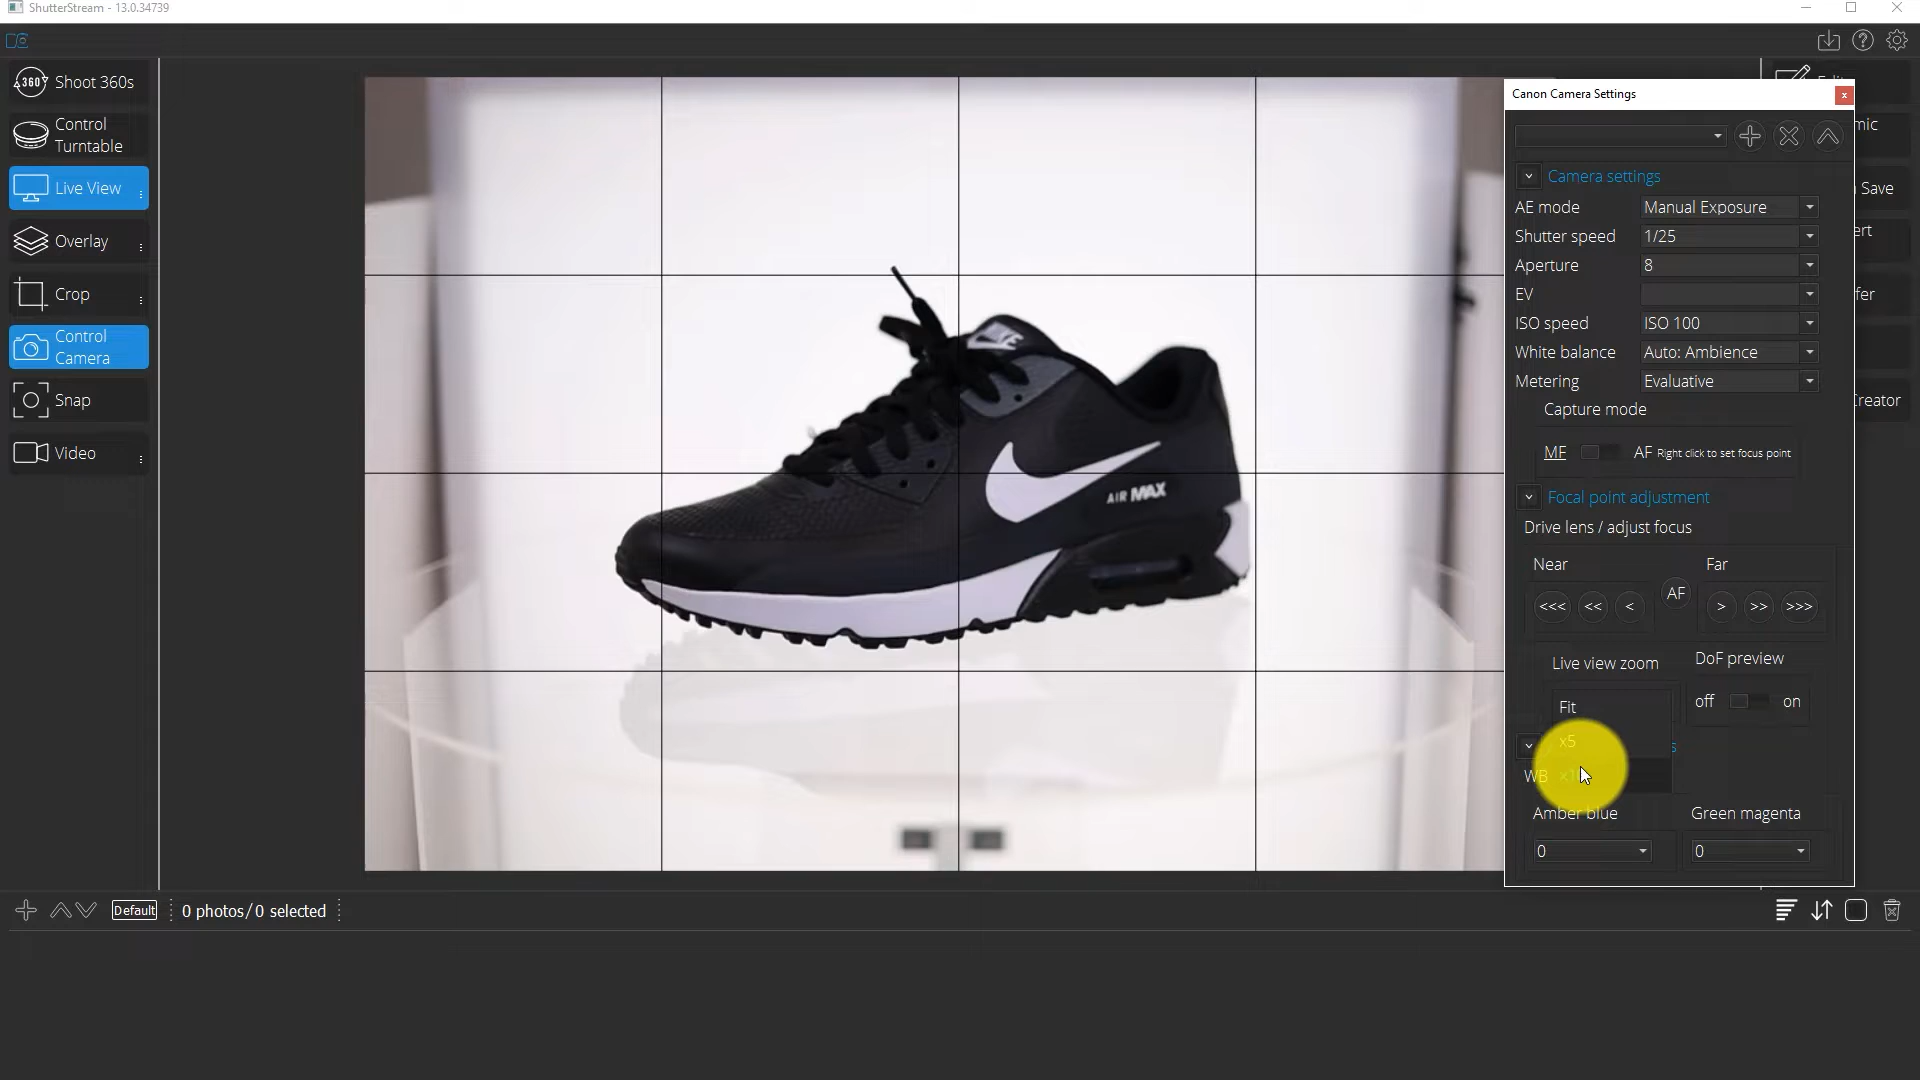 ShutterStream - 13.0.34739
360 Shoot 360s
Control
Turntable
Live View
Overlay
Crop
Control
Camera
Snap
Video
AIR MAX
Canon Camera Settings
Camera settings
AE mode Manual Exposure
Shutter speed 1/25
Aperture 8
EV
ISO speed ISO 100
White balance Auto: Ambience
Metering Evaluative
Capture mode
MF AF Right click to set focus point
Focal point adjustment
Drive lens / adjust focus
Near Far
<<< << < AF > >> >>>
Live view zoom DoF preview
Fit off on
x5
WB
Amber blue Green magenta
0 0
Save
Default 0 photos/0 selected